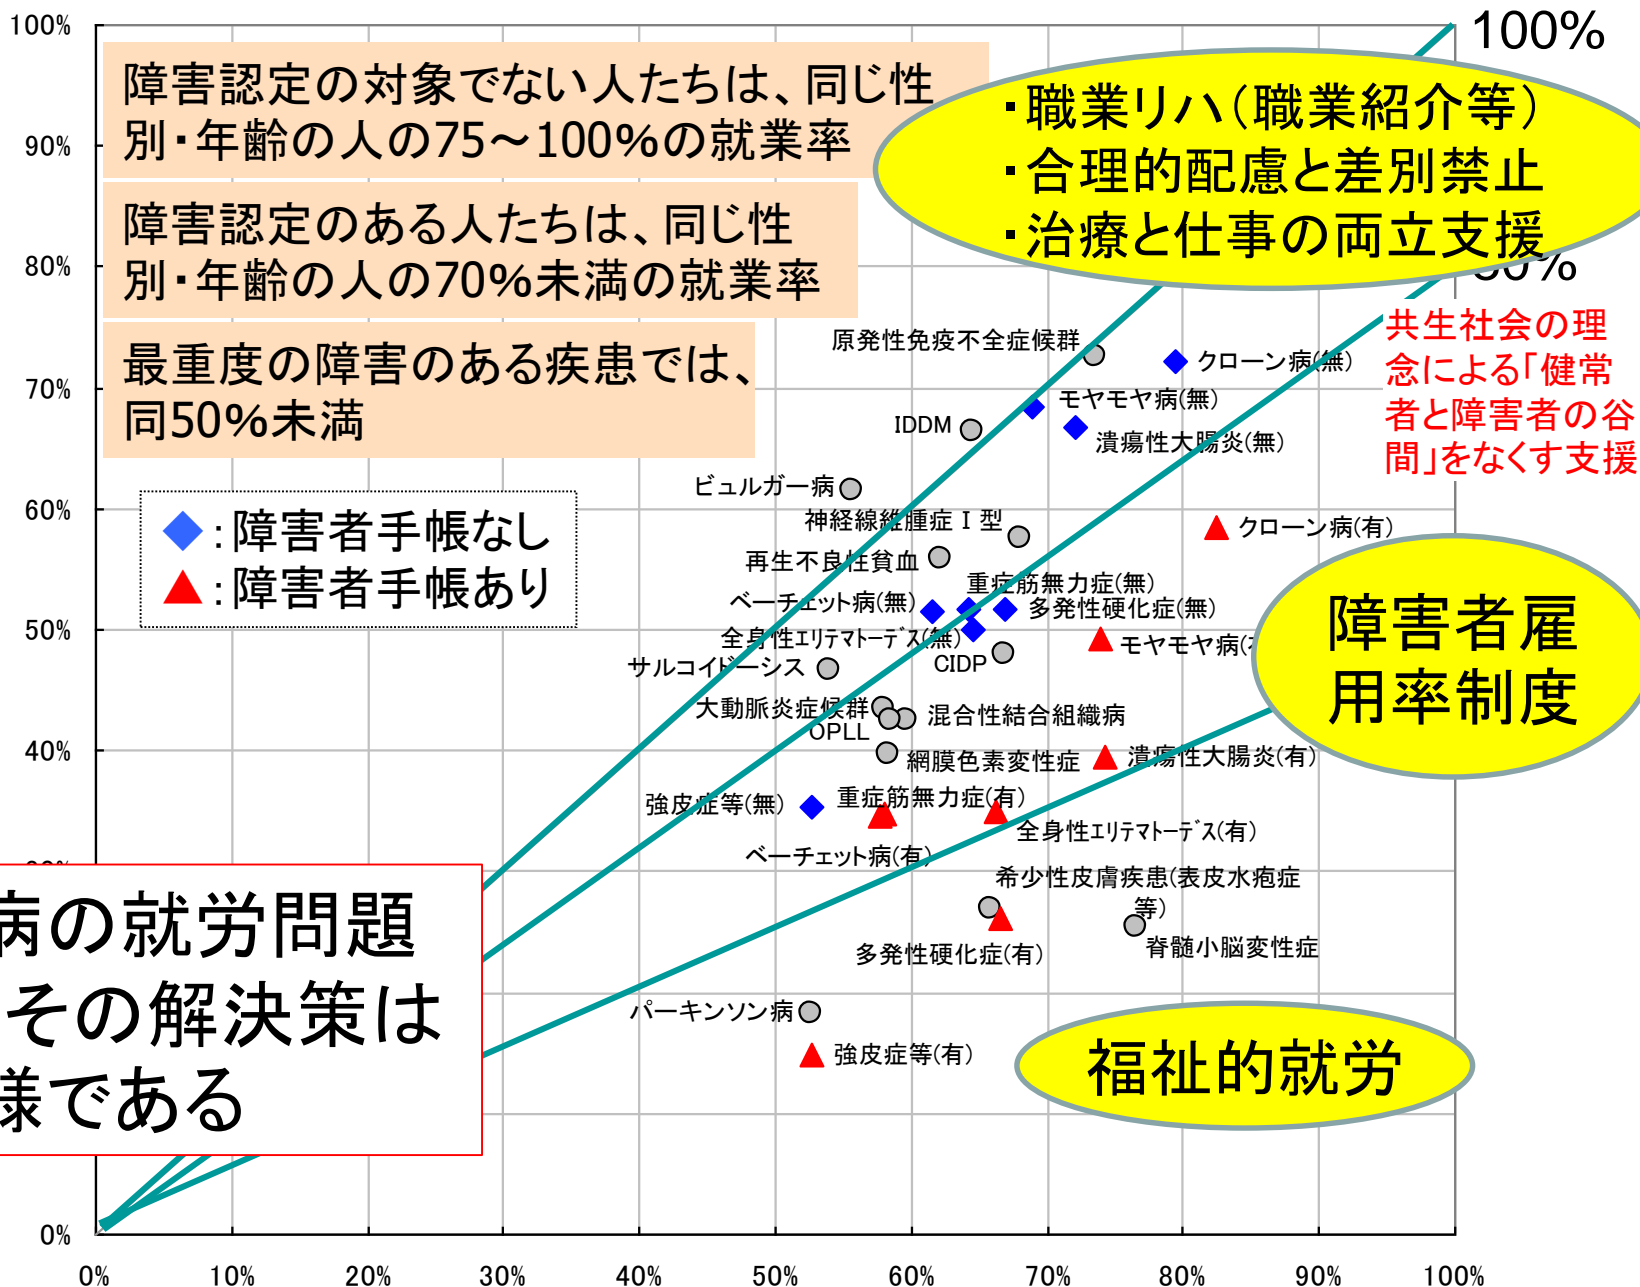 100%
90%
80%
70%
60%
50%
40%
0%
0%
10%
20%
30%
40%
50%
60%
70%
80%
90%
100%
100%
障害認定の対象でない人たちは、同じ性
別・年齢の人の75～100%の就業率
障害認定のある人たちは、同じ性
別・年齢の人の70%未満の就業率
最重度の障害のある疾患では、
同50%未満
・職業リハ（職業紹介等）
・合理的配慮と差別禁止
・治療と仕事の両立支援
共生社会の理
念による「健常
者と障害者の谷
間」をなくす支援
：障害者手帳なし
：障害者手帳あり
原発性免疫不全症候群
クローン病(無)
モヤモヤ病(無)
IDDM
潰瘍性大腸炎(無)
ビュルガー病
神経線維腫症Ⅰ型
クローン病(有)
再生不良性貧血
重症筋無力症(無)
ベーチェット病(無)
多発性硬化症(無)
全身性エリテマトーデス(無)
モヤモヤ病(
CIDP
サルコイドーシス
大動脈炎症候群
混合性結合組織病
OPLL
網膜色素変性症
潰瘍性大腸炎(有)
強皮症等(無)
重症筋無力症(有)
全身性エリテマトーデス(有)
ベーチェット病(有)
希少性皮膚疾患(表皮水疱症
等)
多発性硬化症(有)
脊髄小脳変性症
パーキンソン病
強皮症等(有)
障害者雇
用率制度
福祉的就労
病の就労問題
その解決策は
様である